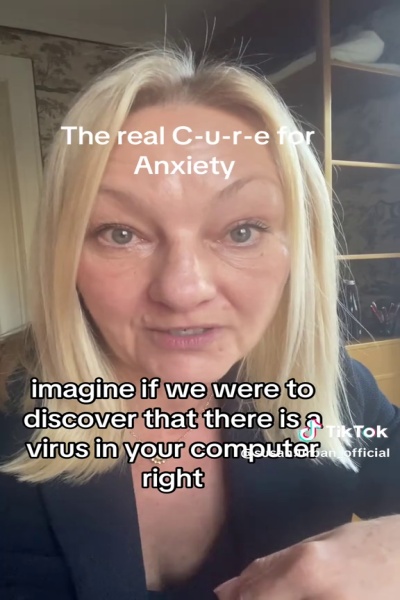 The real C-u-r-e for
Anxiety
imagine if we were to
discover that there is a
virus in your computer
right
TikTok